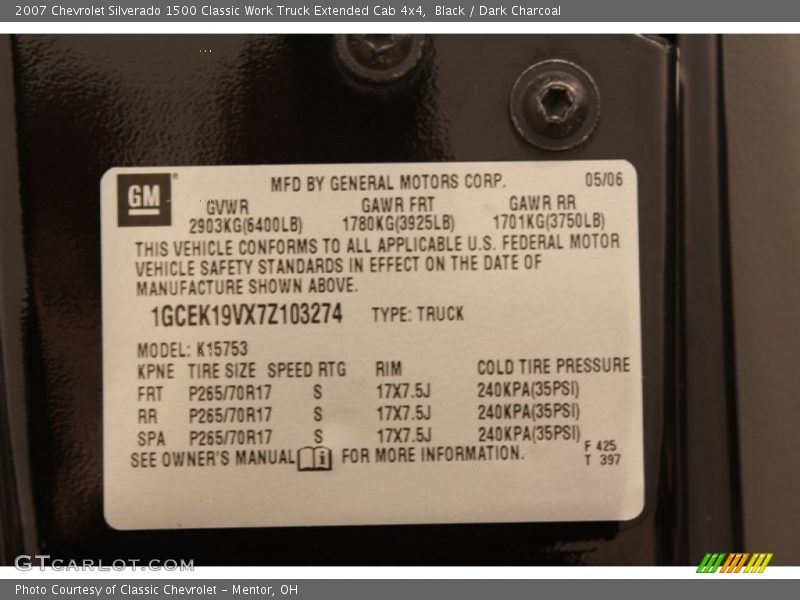 2007 Chevrolet Silverado 1500 Classic Work Truck Extended Cab 4x4, Black / Dark Charcoal
GM
MFD BY GENERAL MOTORS CORP. 05/06
GVWR GAWR FRT GAWR RR
2903KG(6400LB) 1780KG(3925LB) 1701KG(3750LB)
THIS VEHICLE CONFORMS TO ALL APPLICABLE U.S. FEDERAL MOTOR
VEHICLE SAFETY STANDARDS IN EFFECT ON THE DATE OF
MANUFACTURE SHOWN ABOVE.
1GCEK19VX7Z103274 TYPE: TRUCK
MODEL: K15753
KPNE TIRE SIZE SPEED RTG RIM COLD TIRE PRESSURE
FRT P265/70R17 S 17X7.5J 240KPA(35PSI)
RR P265/70R17 S 17X7.5J 240KPA(35PSI)
SPA P265/70R17 S 17X7.5J 240KPA(35PSI)
SEE OWNER'S MANUAL FOR MORE INFORMATION.
F 425
T 397
GTcarlot.com
Photo Courtesy of Classic Chevrolet - Mentor, OH